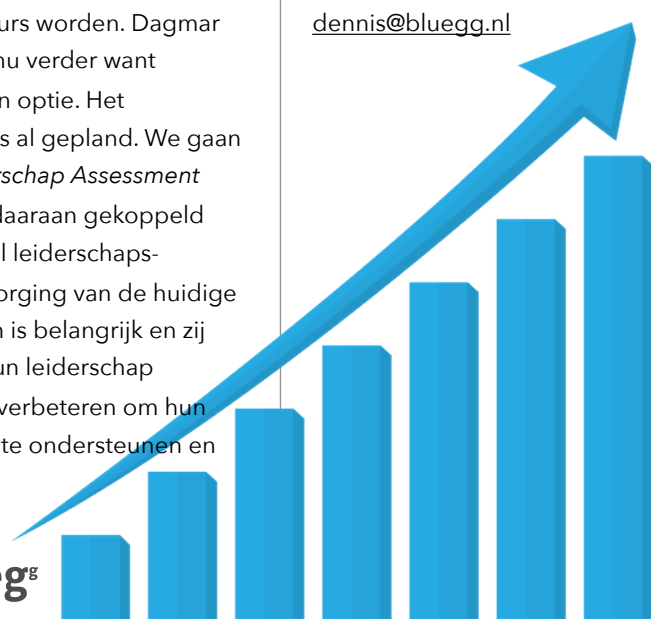 urs worden. Dagmar
nu verder want
n optie. Het
s al gepland. We gaan
rschap Assessment
daaraan gekoppeld
l leiderschaps-
orging van de huidige
n is belangrijk en zij
un leiderschap
verbeteren om hun
te ondersteunen en
dennis@bluegg.nl
gg